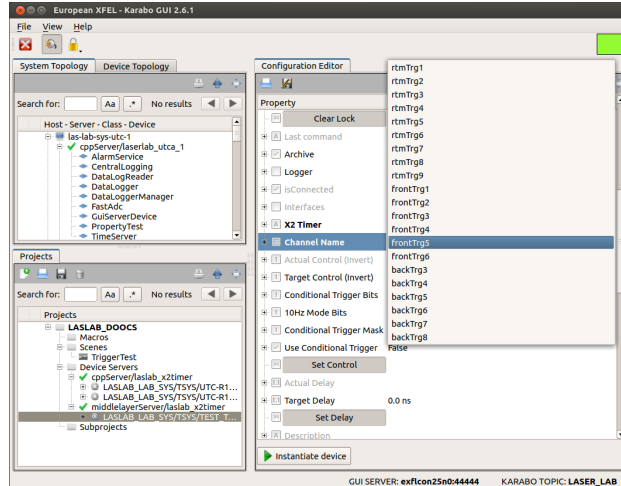 European XFEL - Karabo GUI 2.6.1
File View Help
System Topology Device Topology
Search for: Aa .* No results
Host - Server - Class - Device
las-lab-sys-utc-1
cppServer/laserlab_utca_1
AlarmService
CentralLogging
DataLogReader
DataLogger
DataLoggerManager
FastAdc
GuiServerDevice
PropertyTest
TimeServer
Projects
Search for: Aa .* No results
Projects
LASLAB_DOOCS
Macros
Scenes
TriggerTest
Device Servers
cppServer/laslab_x2timer
LASLAB_LAB_SYS/TSYS/UTC-R1...
LASLAB_LAB_SYS/TSYS/UTC-R1...
middlelayerServer/laslab_x2timer
LASLAB_LAB_SYS/TSYS/TEST_T...
Subprojects
Configuration Editor
Property
Clear Lock
Last command
Archive
Logger
isConnected
Interfaces
X2 Timer
Channel Name
Actual Control (Invert)
Target Control (Invert)
Conditional Trigger Bits
10Hz Mode Bits
Conditional Trigger Mask
Use Conditional Trigger False
Set Control
Actual Delay
Target Delay 0.0 ns
Set Delay
Description
Instantiate device
rtmTrg1
rtmTrg2
rtmTrg3
rtmTrg4
rtmTrg5
rtmTrg6
rtmTrg7
rtmTrg8
rtmTrg9
frontTrg1
frontTrg2
frontTrg3
frontTrg4
frontTrg5
frontTrg6
backTrg3
backTrg4
backTrg5
backTrg6
backTrg7
backTrg8
GUI SERVER: exflcon25n0:44444 KARABO TOPIC: LASER_LAB